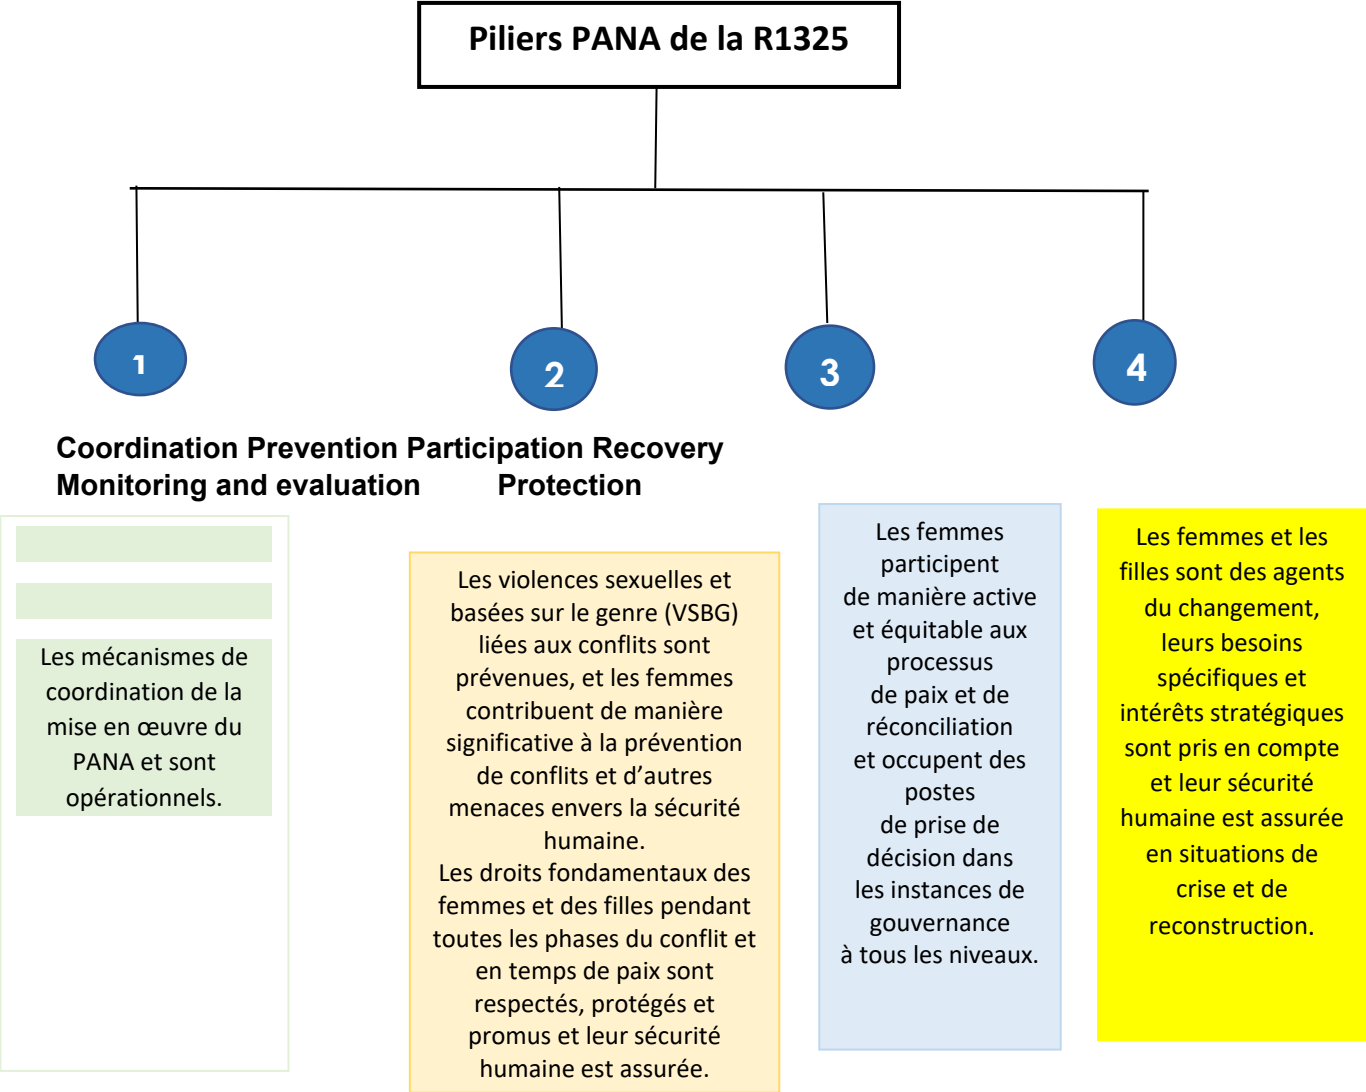 Piliers PANA de la R1325
1
2
3
4
Coordination Prevention Participation Recovery
Monitoring and evaluation Protection
Les mécanismes de
coordination de la
mise en œuvre du
PANA et sont
opérationnels.
Les violences sexuelles et
basées sur le genre (VSBG)
liées aux conflits sont
prévenues, et les femmes
contribuent de manière
significative à la prévention
de conflits et d’autres
menaces envers la sécurité
humaine.
Les droits fondamentaux des
femmes et des filles pendant
toutes les phases du conflit et
en temps de paix sont
respectés, protégés et
promus et leur sécurité
humaine est assurée.
Les femmes
participent
de manière active
et équitable aux
processus
de paix et de
réconciliation
et occupent des
postes
de prise de
décision dans
les instances de
gouvernance
à tous les niveaux.
Les femmes et les
filles sont des agents
du changement,
leurs besoins
spécifiques et
intérêts stratégiques
sont pris en compte
et leur sécurité
humaine est assurée
en situations de
crise et de
reconstruction.